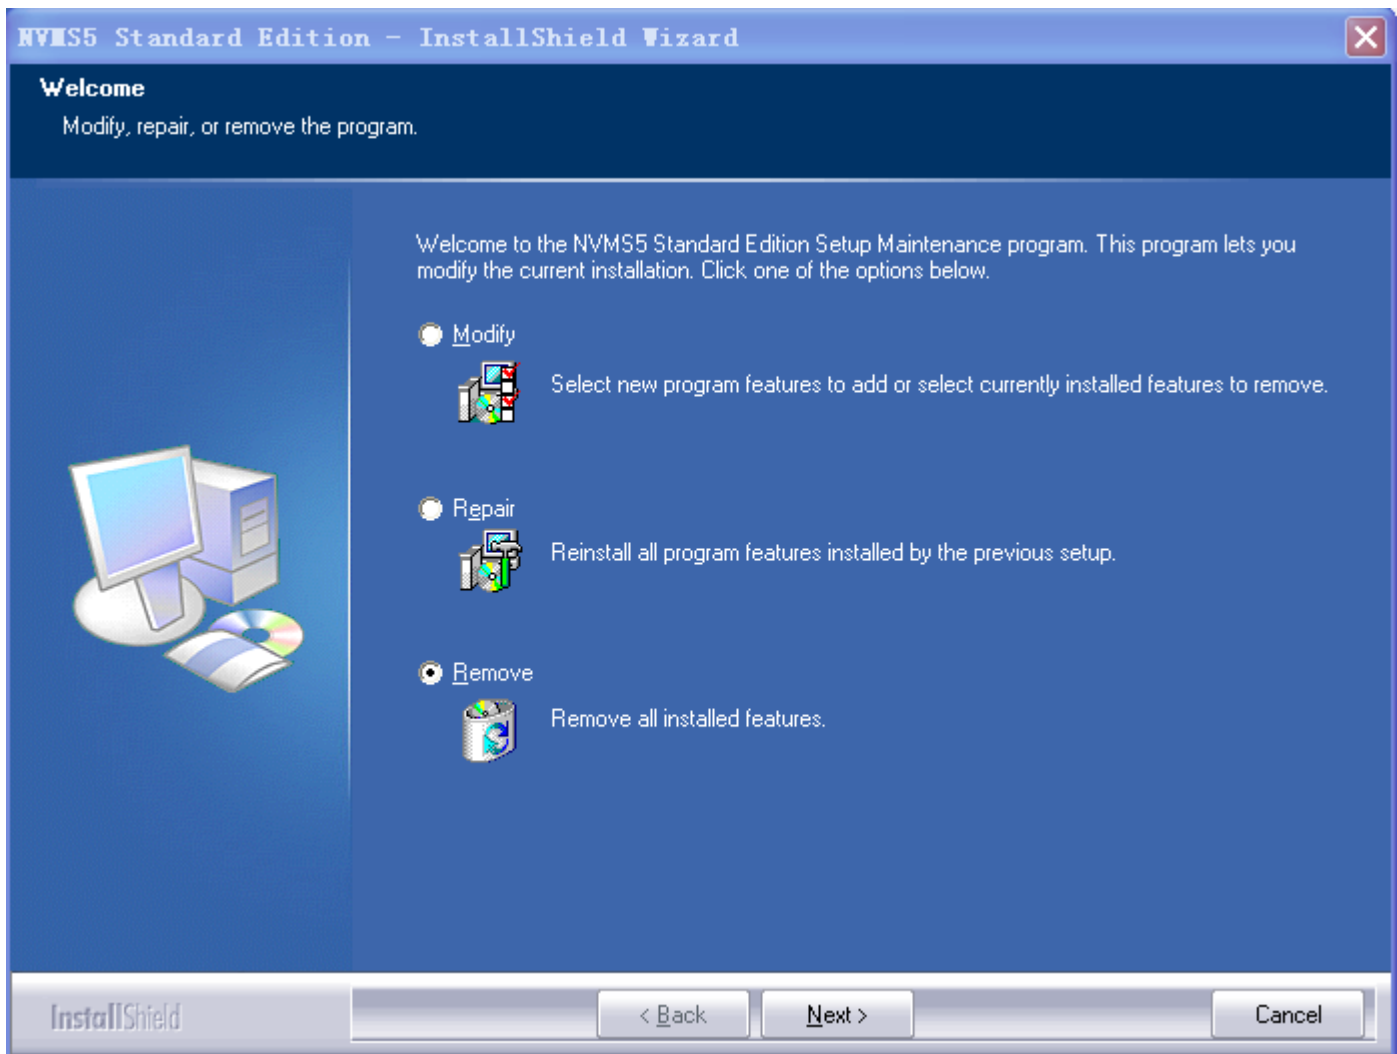 NVMS5 Standard Edition - InstallShield Wizard
Welcome
Modify, repair, or remove the program.
Welcome to the NVMS5 Standard Edition Setup Maintenance program. This program lets you
modify the current installation. Click one of the options below.
Modify
Select new program features to add or select currently installed features to remove.
Repair
Reinstall all program features installed by the previous setup.
Remove
Remove all installed features.
InstallShield
< Back
Next >
Cancel